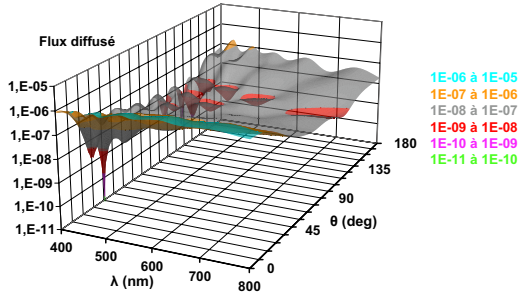 Flux diffusé
1,E-05
1,E-06
1,E-07
1,E-08
1,E-09
1,E-10
1,E-11
400
500
600
700
800
λ (nm)
0
45
90
135
180
θ (deg)
1E-06 à 1E-05
1E-07 à 1E-06
1E-08 à 1E-07
1E-09 à 1E-08
1E-10 à 1E-09
1E-11 à 1E-10